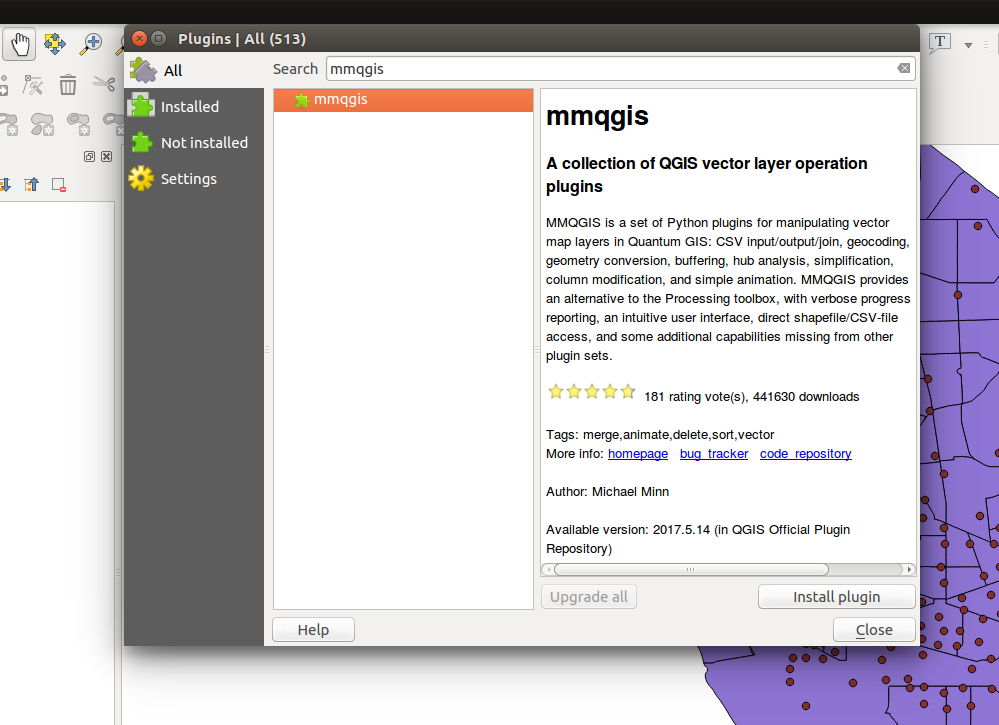 Plugins | All (513)
T
All
Search mmqgis
Installed
Not installed
Settings
mmqgis
mmqgis
A collection of QGIS vector layer operation
plugins
MMQGIS is a set of Python plugins for manipulating vector
map layers in Quantum GIS: CSV input/output/join, geocoding,
geometry conversion, buffering, hub analysis, simplification,
column modification, and simple animation. MMQGIS provides
an alternative to the Processing toolbox, with verbose progress
reporting, an intuitive user interface, direct shapefile/CSV-file
access, and some additional capabilities missing from other
plugin sets.
181 rating vote(s), 441630 downloads
Tags: merge,animate,delete,sort,vector
More info: homepage bug_tracker code_repository
Author: Michael Minn
Available version: 2017.5.14 (in QGIS Official Plugin
Repository)
Upgrade all Install plugin
Help Close